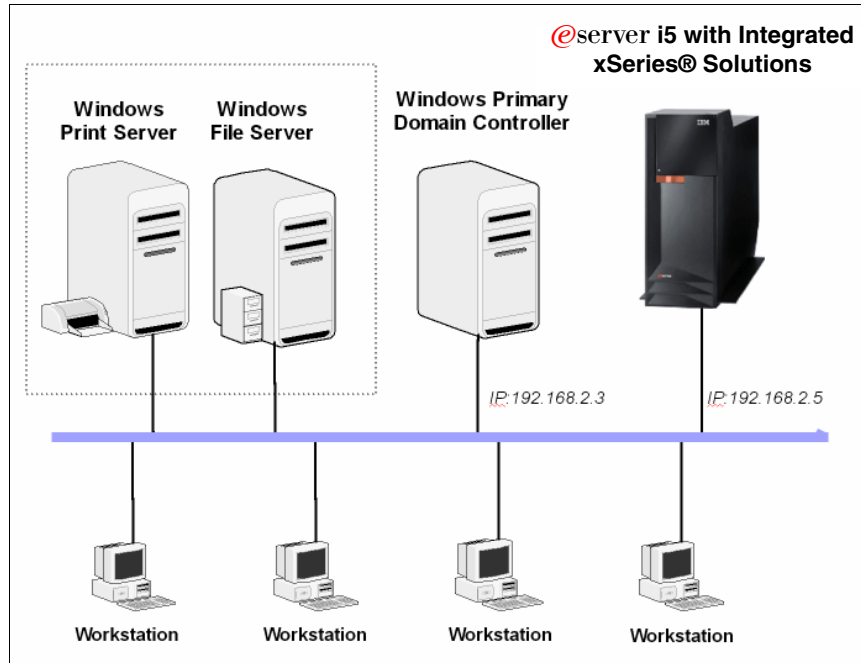 eserver i5 with Integrated
xSeries® Solutions
Windows
Print Server
Windows
File Server
Windows Primary
Domain Controller
IBM
IP:192.168.2.3
IP:192.168.2.5
Workstation
Workstation
Workstation
Workstation